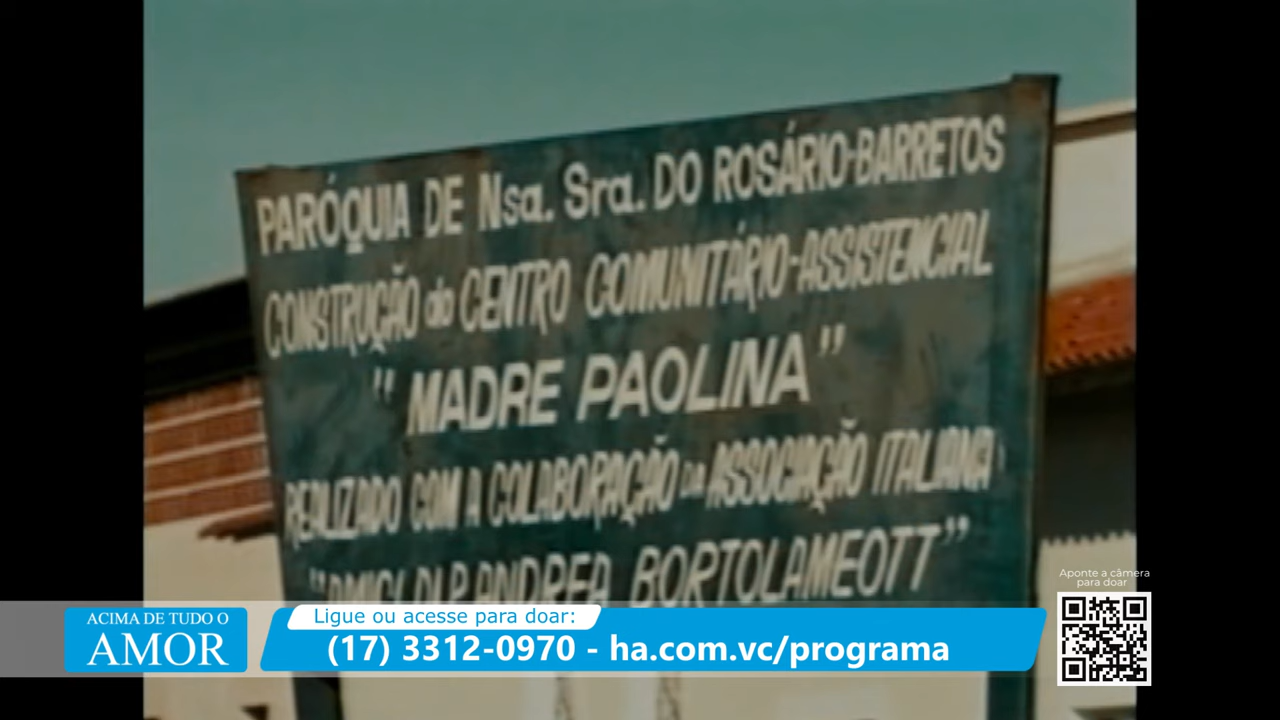 PARÓQUIA DE Nsa. Sra. DO ROSÁRIO-BARRETOS
CONSTRUÇÃO do CENTRO COMUNITÁRIO-ASSISTENCIAL
" MADRE PAOLINA "
REALIZADO COM A COLABORAÇÃO da ASSOCIAÇÃO ITALIANA
ANDREA BORTOLAMEOTT"
Aponte a câmera
para doar
ACIMA DE TUDO O
AMOR
Ligue ou acesse para doar:
(17) 3312-0970 - ha.com.vc/programa